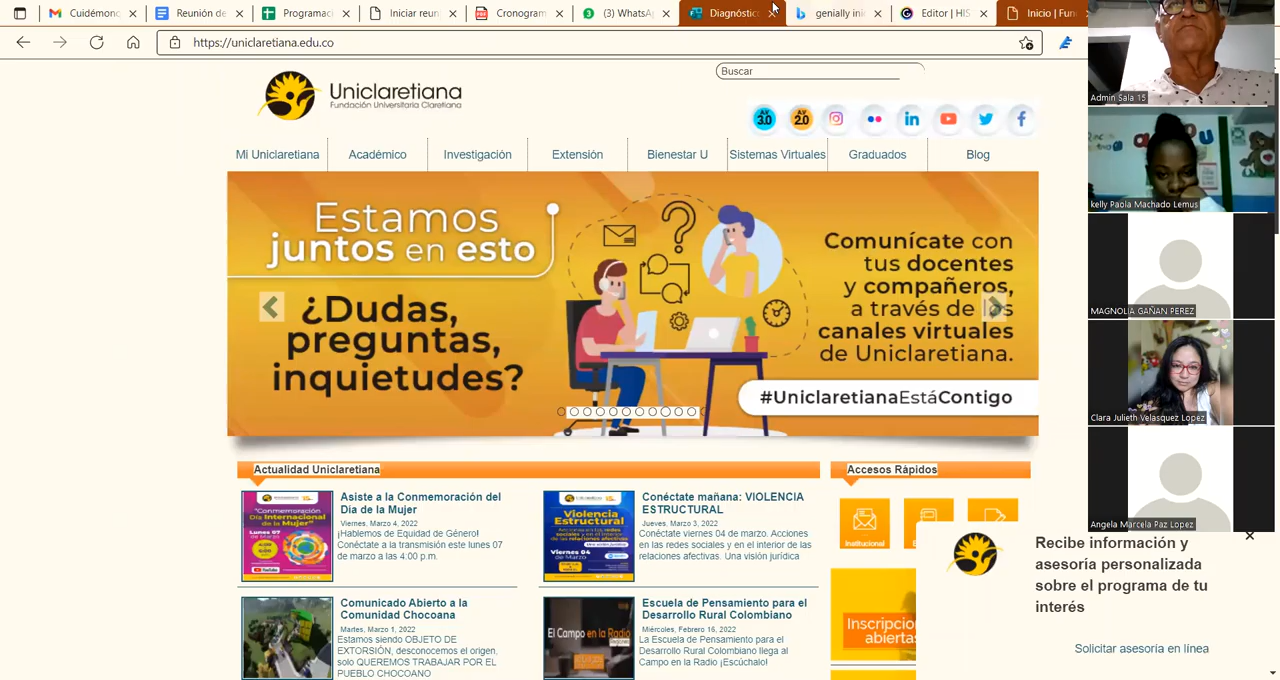 Cuidémonos
Reunión de
Programaci
Iniciar reun
Cronogram
(3) WhatsA
Diagnóstic
genially ini
Editor | HIS
Inicio | Fun
https://uniclaretiana.edu.co
Admin Sala 15
kelly Paola Machado Lemus
MAGNOLIA GAÑAN PEREZ
Clara Julieth Velasquez Lopez
Angela Marcela Paz Lopez
Uniclaretiana
Fundación Universitaria Claretiana
Buscar
3.0
2.0
Mi Uniclaretiana
Académico
Investigación
Extensión
Bienestar U
Sistemas Virtuales
Graduados
Blog
Estamos
juntos en esto
¿Dudas,
preguntas,
inquietudes?
Comunícate con
tus docentes
y compañeros,
a través de los
canales virtuales
de Uniclaretiana.
#UniclaretianaEstáContigo
Actualidad Uniclaretiana
Asiste a la Conmemoración del
Día de la Mujer
Viernes, Marzo 4, 2022
¡Hablemos de Equidad de Género!
Conéctate a la transmisión este lunes 07
de marzo a las 4:00 p.m.
Conéctate mañana: VIOLENCIA
ESTRUCTURAL
Jueves, Marzo 3, 2022
Conéctate viernes 04 de marzo. Acciones
en las redes sociales y en el interior de las
relaciones afectivas. Una visión jurídica
Comunicado Abierto a la
Comunidad Chocoana
Martes, Marzo 1, 2022
Estamos siendo OBJETO DE
EXTORSIÓN, desconocemos el origen,
solo QUEREMOS TRABAJAR POR EL
PUEBLO CHOCOANO
El Campo en la Radio
Escuela de Pensamiento para el
Desarrollo Rural Colombiano
Miércoles, Febrero 16, 2022
La Escuela de Pensamiento para el
Desarrollo Rural Colombiano llega al
Campo en la Radio ¡Escúchalo!
Accesos Rápidos
Institucional
Inscripcion
abiertas
Recibe información y
asesoría personalizada
sobre el programa de tu
interés
Solicitar asesoría en línea